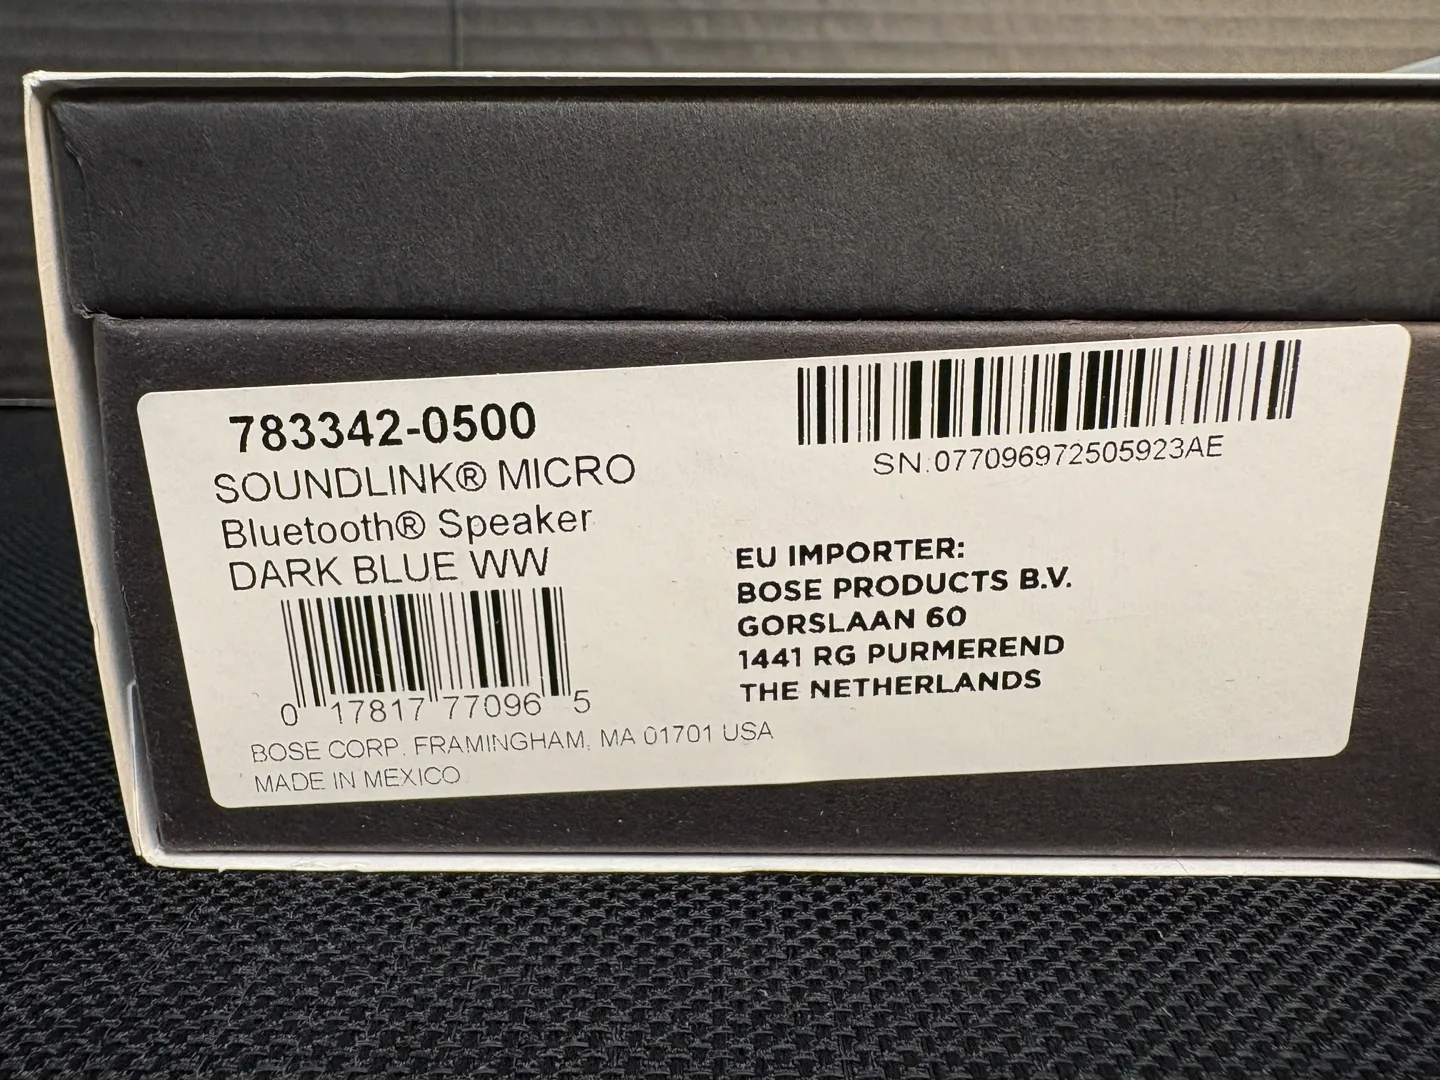 783342-0500
SOUNDLINK® MICRO
Bluetooth® Speaker
DARK BLUE WW
0 17817 77096 5
BOSE CORP. FRAMINGHAM, MA 01701 USA
MADE IN MEXICO
SN:077096972505923AE
EU IMPORTER:
BOSE PRODUCTS B.V.
GORSLAAN 60
1441 RG PURMEREND
THE NETHERLANDS